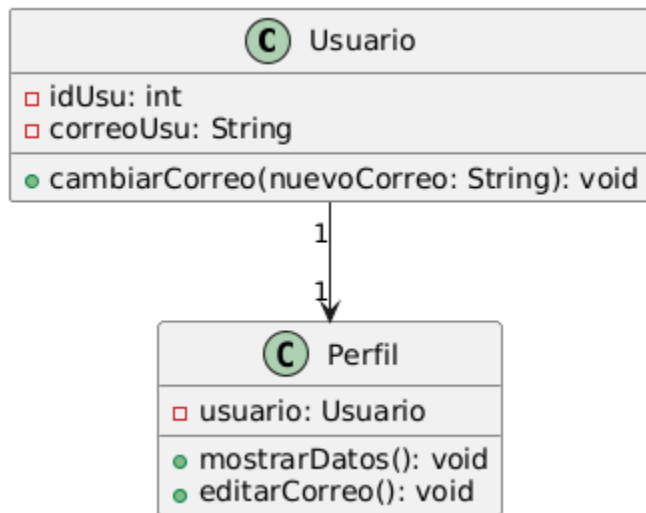 C Usuario
idUsu: int
correoUsu: String
cambiarCorreo(nuevoCorreo: String): void
1
1
C Perfil
usuario: Usuario
mostrarDatos(): void
editarCorreo(): void